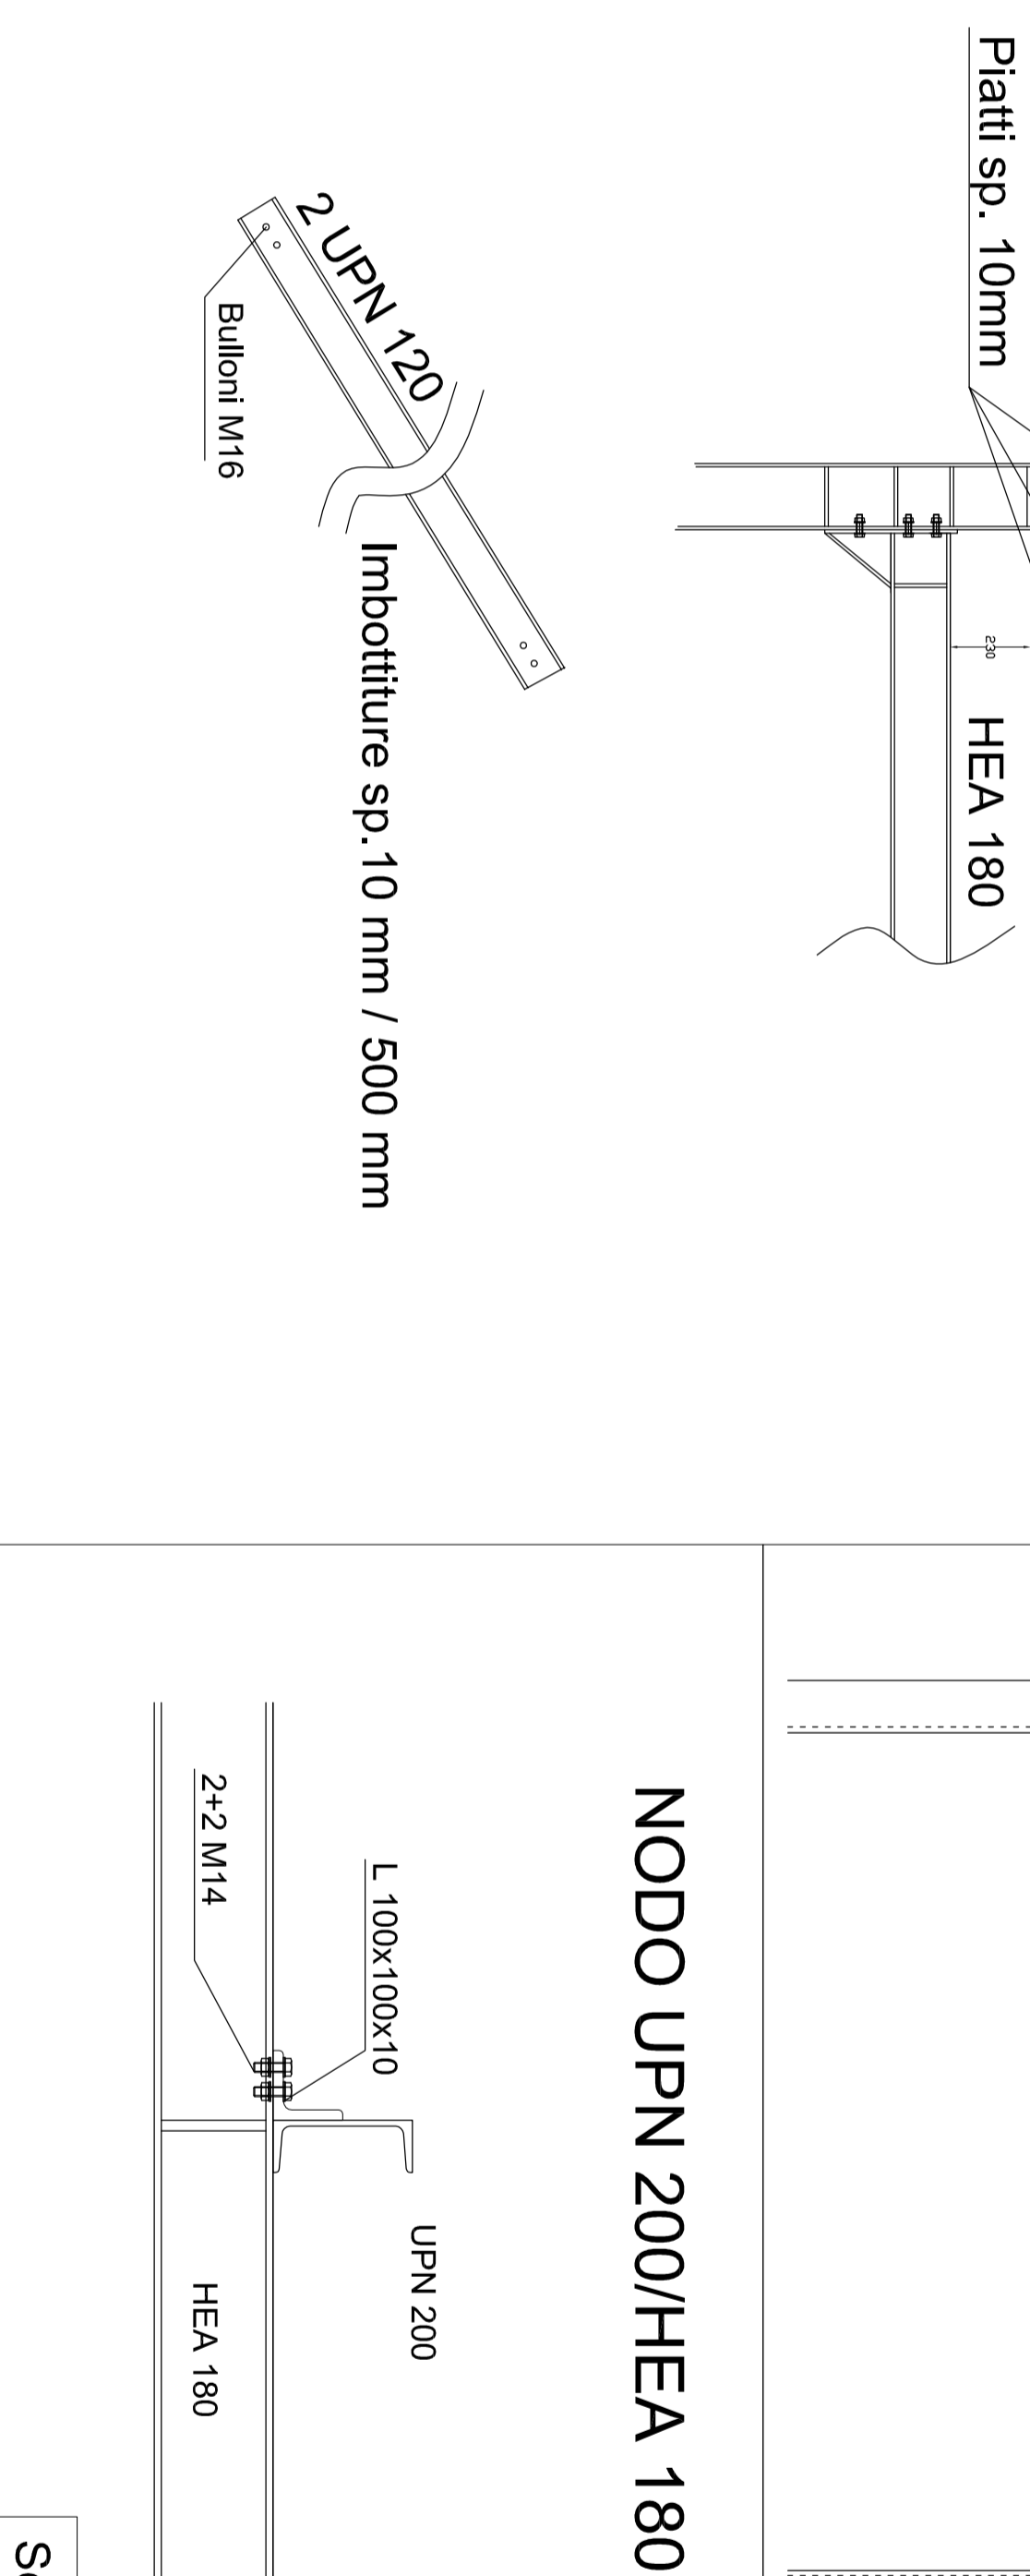 Piatti sp. 10mm
230
HEA 180
2 UPN 120
Bulloni M16
Imbottiture sp.10 mm / 500 mm
NODO UPN 200/HEA 180
L 100x100x10
2+2 M14
UPN 200
HEA 180